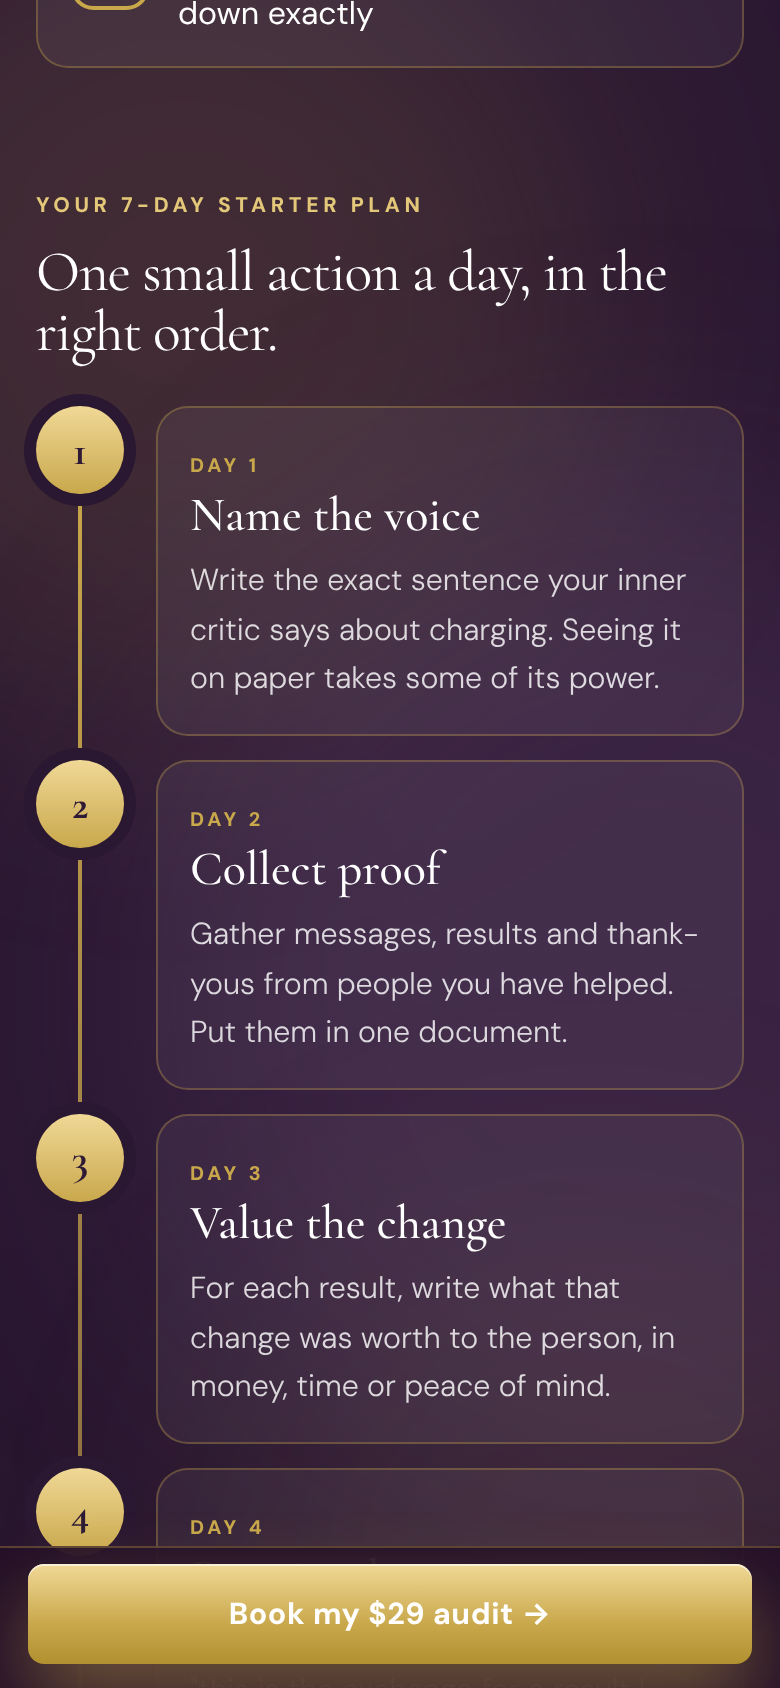 down exactly
YOUR 7-DAY STARTER PLAN
One small action a day, in the
right order.
1
DAY 1
Name the voice
Write the exact sentence your inner
critic says about charging. Seeing it
on paper takes some of its power.
2
DAY 2
Collect proof
Gather messages, results and thank-
yous from people you have helped.
Put them in one document.
3
DAY 3
Value the change
For each result, write what that
change was worth to the person, in
money, time or peace of mind.
4
DAY 4
Book my $29 audit →